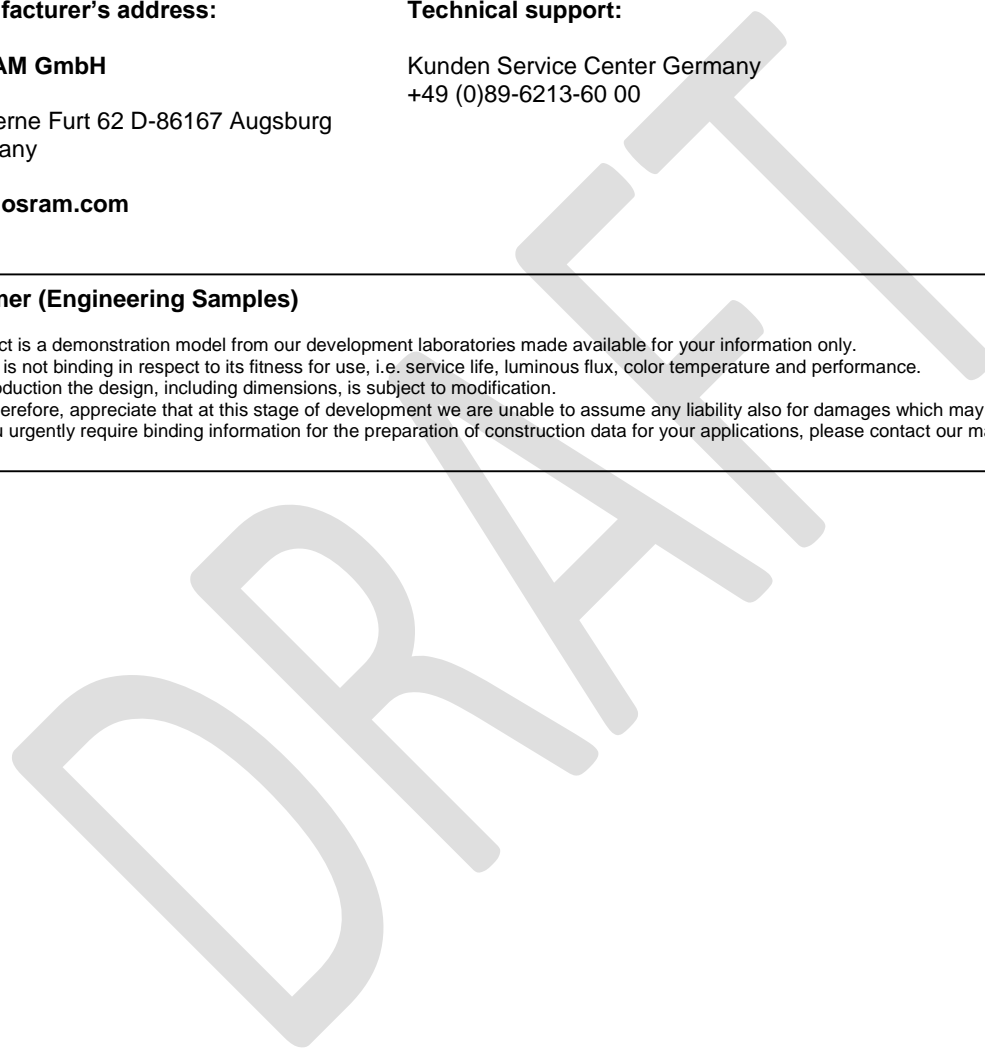 facturer's address:
AM GmbH
erne Furt 62 D-86167 Augsburg
any
osram.com
Technical support:
Kunden Service Center Germany
+49 (0)89-6213-60 00
ner (Engineering Samples)
ct is a demonstration model from our development laboratories made available for your information only.
is not binding in respect to its fitness for use, i.e. service life, luminous flux, color temperature and performance.
oduction the design, including dimensions, is subject to modification.
erefore, appreciate that at this stage of development we are unable to assume any liability also for damages which may
u urgently require binding information for the preparation of construction data for your applications, please contact our ma
DRAFT